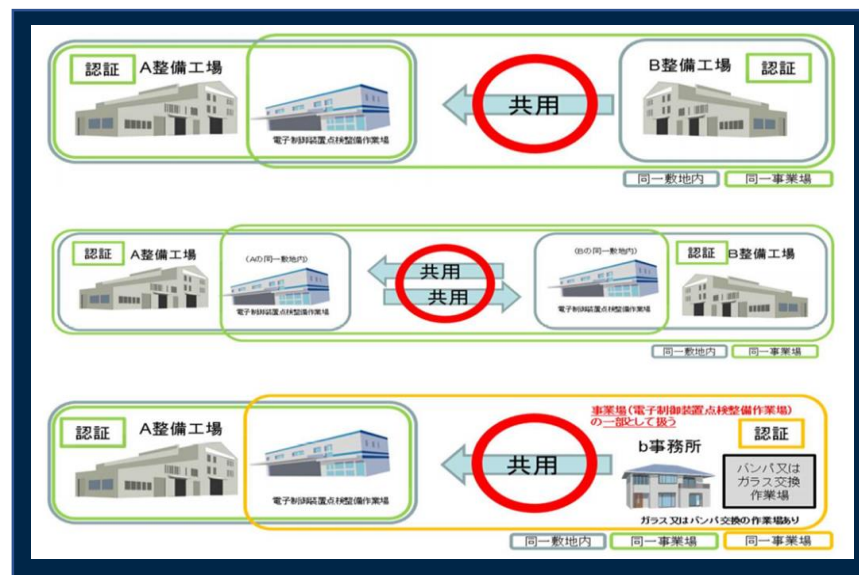 認証
A整備工場
電子制御装置点検整備作業場
共用
B整備工場
認証
同一敷地内
同一事業場
認証
A整備工場
(Aの同一敷地内)
電子制御装置点検整備作業場
共用
共用
(Bの同一敷地内)
電子制御装置点検整備作業場
認証
B整備工場
同一敷地内
同一事業場
認証
A整備工場
電子制御装置点検整備作業場
共用
事業場(電子制御装置点検整備作業場)
の一部として扱う
認証
b事務所
バンパ又は
ガラス交換
作業場
ガラス又はバンパ交換の作業場あり
同一敷地内
同一事業場
同一事業場